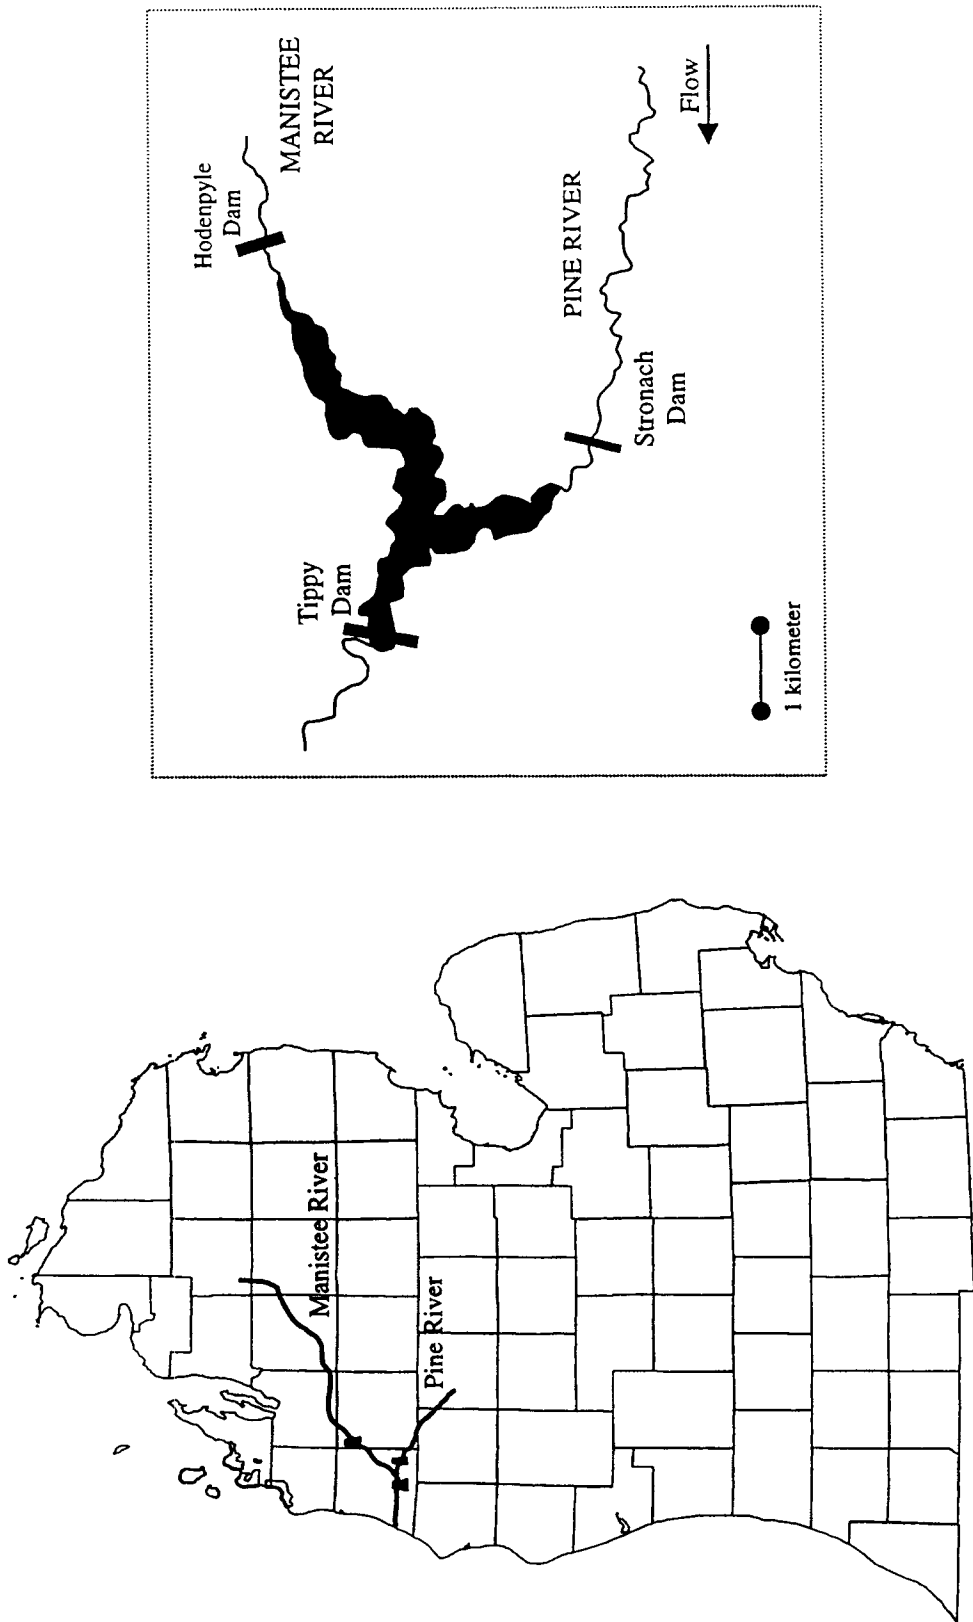 Manistee River
Pine River
Hodenpyle
Dam
MANISTEE
RIVER
Tippy
Dam
PINE RIVER
Stronach
Dam
Flow
1 kilometer